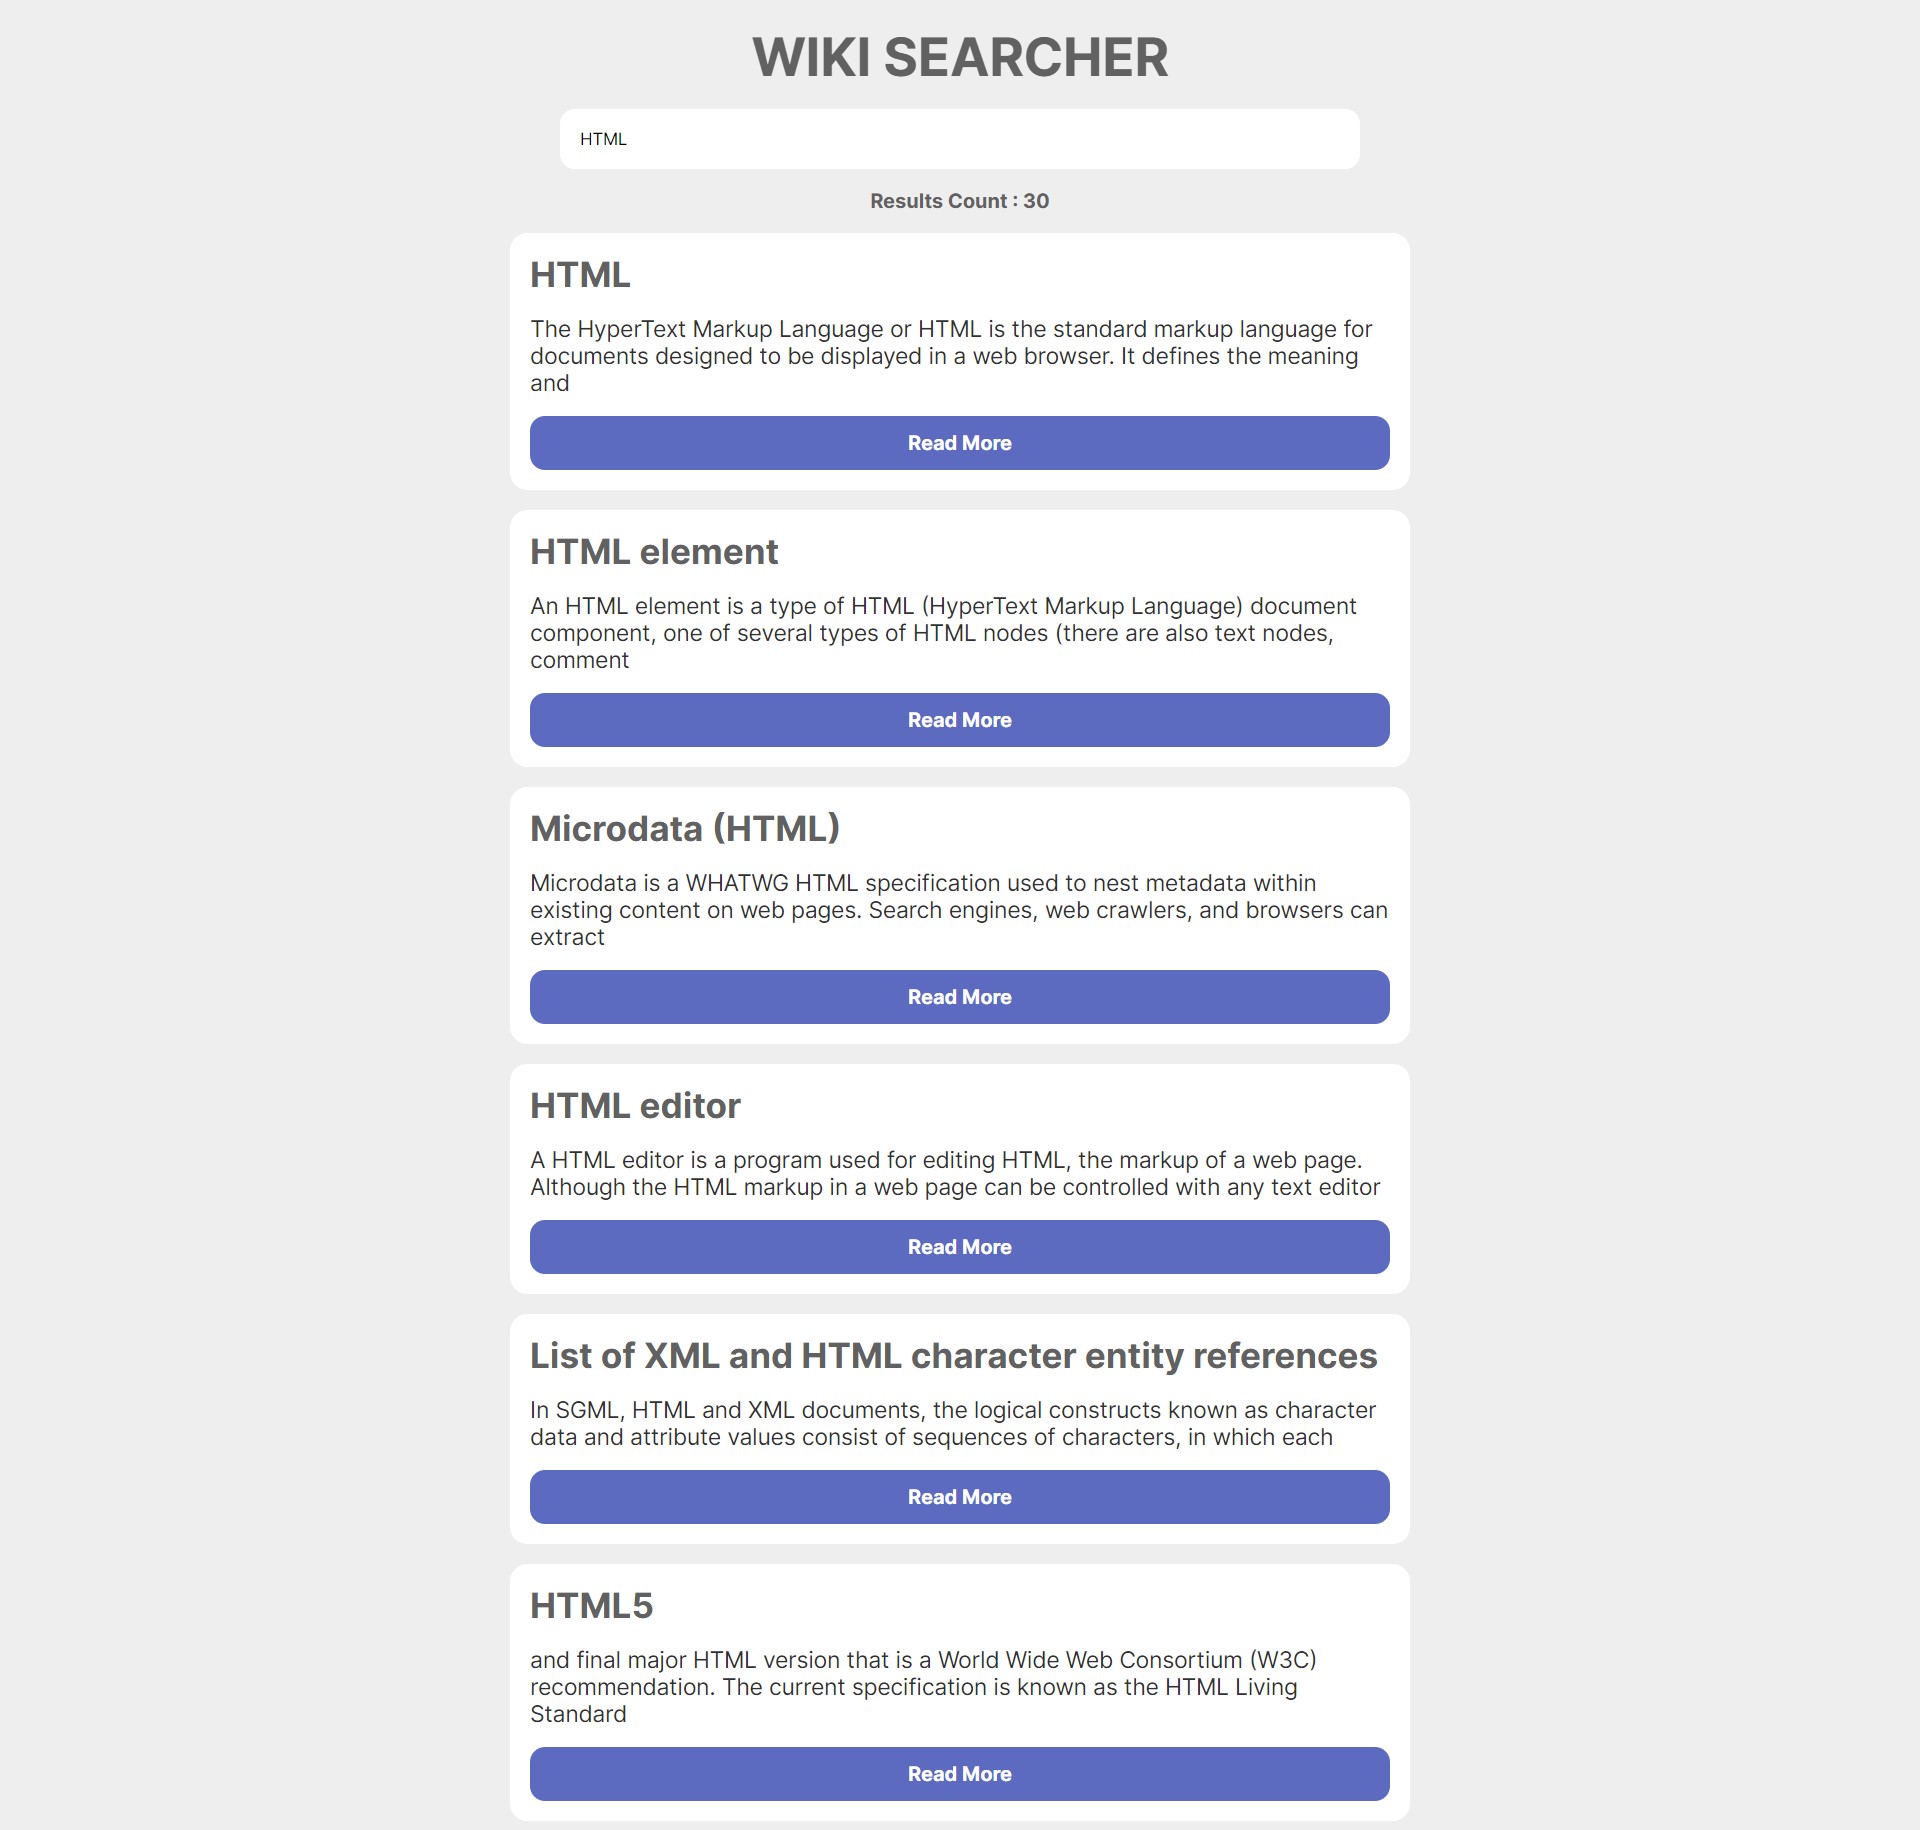 WIKI SEARCHER
HTML
Results Count : 30
HTML
The HyperText Markup Language or HTML is the standard markup language for
documents designed to be displayed in a web browser. It defines the meaning
and
Read More
HTML element
An HTML element is a type of HTML (HyperText Markup Language) document
component, one of several types of HTML nodes (there are also text nodes,
comment
Read More
Microdata (HTML)
Microdata is a WHATWG HTML specification used to nest metadata within
existing content on web pages. Search engines, web crawlers, and browsers can
extract
Read More
HTML editor
A HTML editor is a program used for editing HTML, the markup of a web page.
Although the HTML markup in a web page can be controlled with any text editor
Read More
List of XML and HTML character entity references
In SGML, HTML and XML documents, the logical constructs known as character
data and attribute values consist of sequences of characters, in which each
Read More
HTML5
and final major HTML version that is a World Wide Web Consortium (W3C)
recommendation. The current specification is known as the HTML Living
Standard
Read More